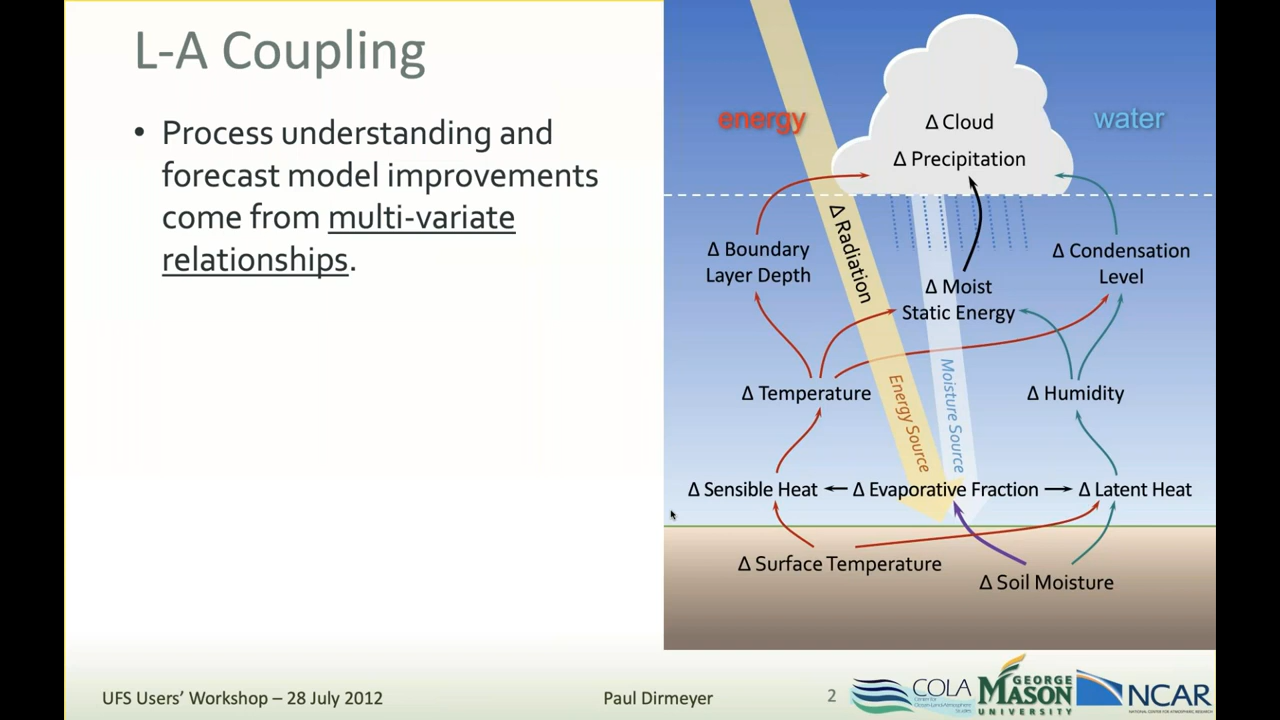 L-A Coupling
• Process understanding and
forecast model improvements
come from multi-variate
relationships.
energy
water
Δ Cloud
Δ Precipitation
Δ Radiation
Δ Boundary
Layer Depth
Δ Condensation
Level
Δ Moist
Static Energy
Δ Temperature
Δ Humidity
Energy Source
Moisture Source
Δ Sensible Heat
Δ Evaporative Fraction
Δ Latent Heat
Δ Surface Temperature
Δ Soil Moisture
UFS Users' Workshop – 28 July 2012
Paul Dirmeyer
2
COLA
GEORGE
MASON
UNIVERSITY
NCAR